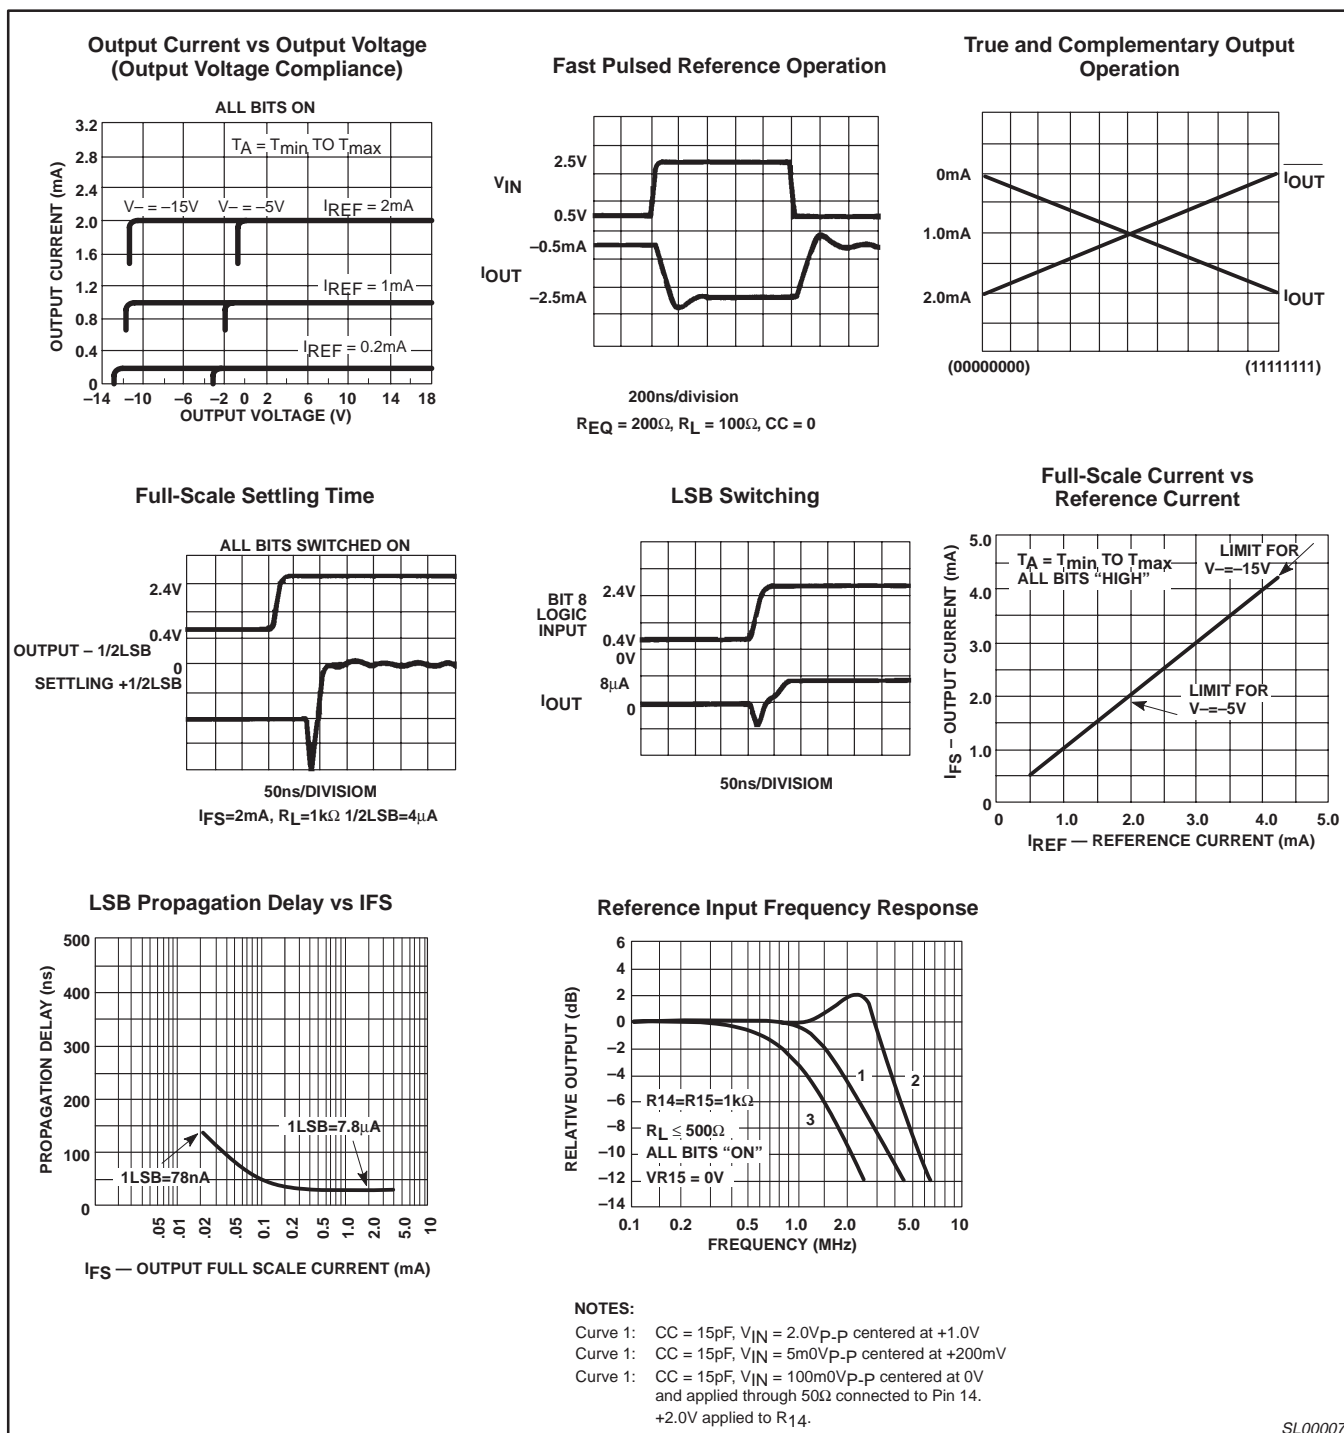 Output Current vs Output Voltage
(Output Voltage Compliance)
ALL BITS ON
3.2
2.8
2.4
2.0
1.6
1.2
0.8
0.4
0
OUTPUT CURRENT (mA)
TA = Tmin TO Tmax
V– = –15V
V– = –5V
IREF = 2mA
IREF = 1mA
IREF = 0.2mA
–14 –10 –6 –2 0 2 6 10 14 18
OUTPUT VOLTAGE (V)
Fast Pulsed Reference Operation
2.5V
VIN
0.5V
–0.5mA
IOUT
–2.5mA
200ns/division
REQ = 200Ω, RL = 100Ω, CC = 0
True and Complementary Output
Operation
0mA
IOUT
1.0mA
2.0mA
IOUT
(00000000) (11111111)
Full-Scale Settling Time
ALL BITS SWITCHED ON
2.4V
0.4V
OUTPUT – 1/2LSB
0
SETTLING +1/2LSB
50ns/DIVISIOM
IFS=2mA, RL=1kΩ 1/2LSB=4μA
LSB Switching
BIT 8
LOGIC
INPUT
2.4V
0.4V
0V
8μA
IOUT
0
50ns/DIVISIOM
Full-Scale Current vs
Reference Current
5.0
4.0
3.0
2.0
1.0
0
IFS – OUTPUT CURRENT (mA)
TA = Tmin TO Tmax
ALL BITS “HIGH”
LIMIT FOR
V–=–15V
LIMIT FOR
V–=–5V
0 1.0 2.0 3.0 4.0 5.0
IREF — REFERENCE CURRENT (mA)
LSB Propagation Delay vs IFS
500
400
300
200
100
0
PROPAGATION DELAY (ns)
1LSB=7.8μA
1LSB=78nA
.05 .01 .02 .05 0.1 0.2 0.5 1.0 2.0 5.0 10
IFS — OUTPUT FULL SCALE CURRENT (mA)
Reference Input Frequency Response
6
4
2
0
–2
–4
–6
–8
–10
–12
–14
RELATIVE OUTPUT (dB)
1
2
3
R14=R15=1kΩ
RL ≤ 500Ω
ALL BITS “ON”
VR15 = 0V
0.1 0.2 0.5 1.0 2.0 5.0 10
FREQUENCY (MHz)
NOTES:
Curve 1: CC = 15pF, VIN = 2.0VP-P centered at +1.0V
Curve 1: CC = 15pF, VIN = 5m0VP-P centered at +200mV
Curve 1: CC = 15pF, VIN = 100m0VP-P centered at 0V
and applied through 50Ω connected to Pin 14.
+2.0V applied to R14.
SL00007